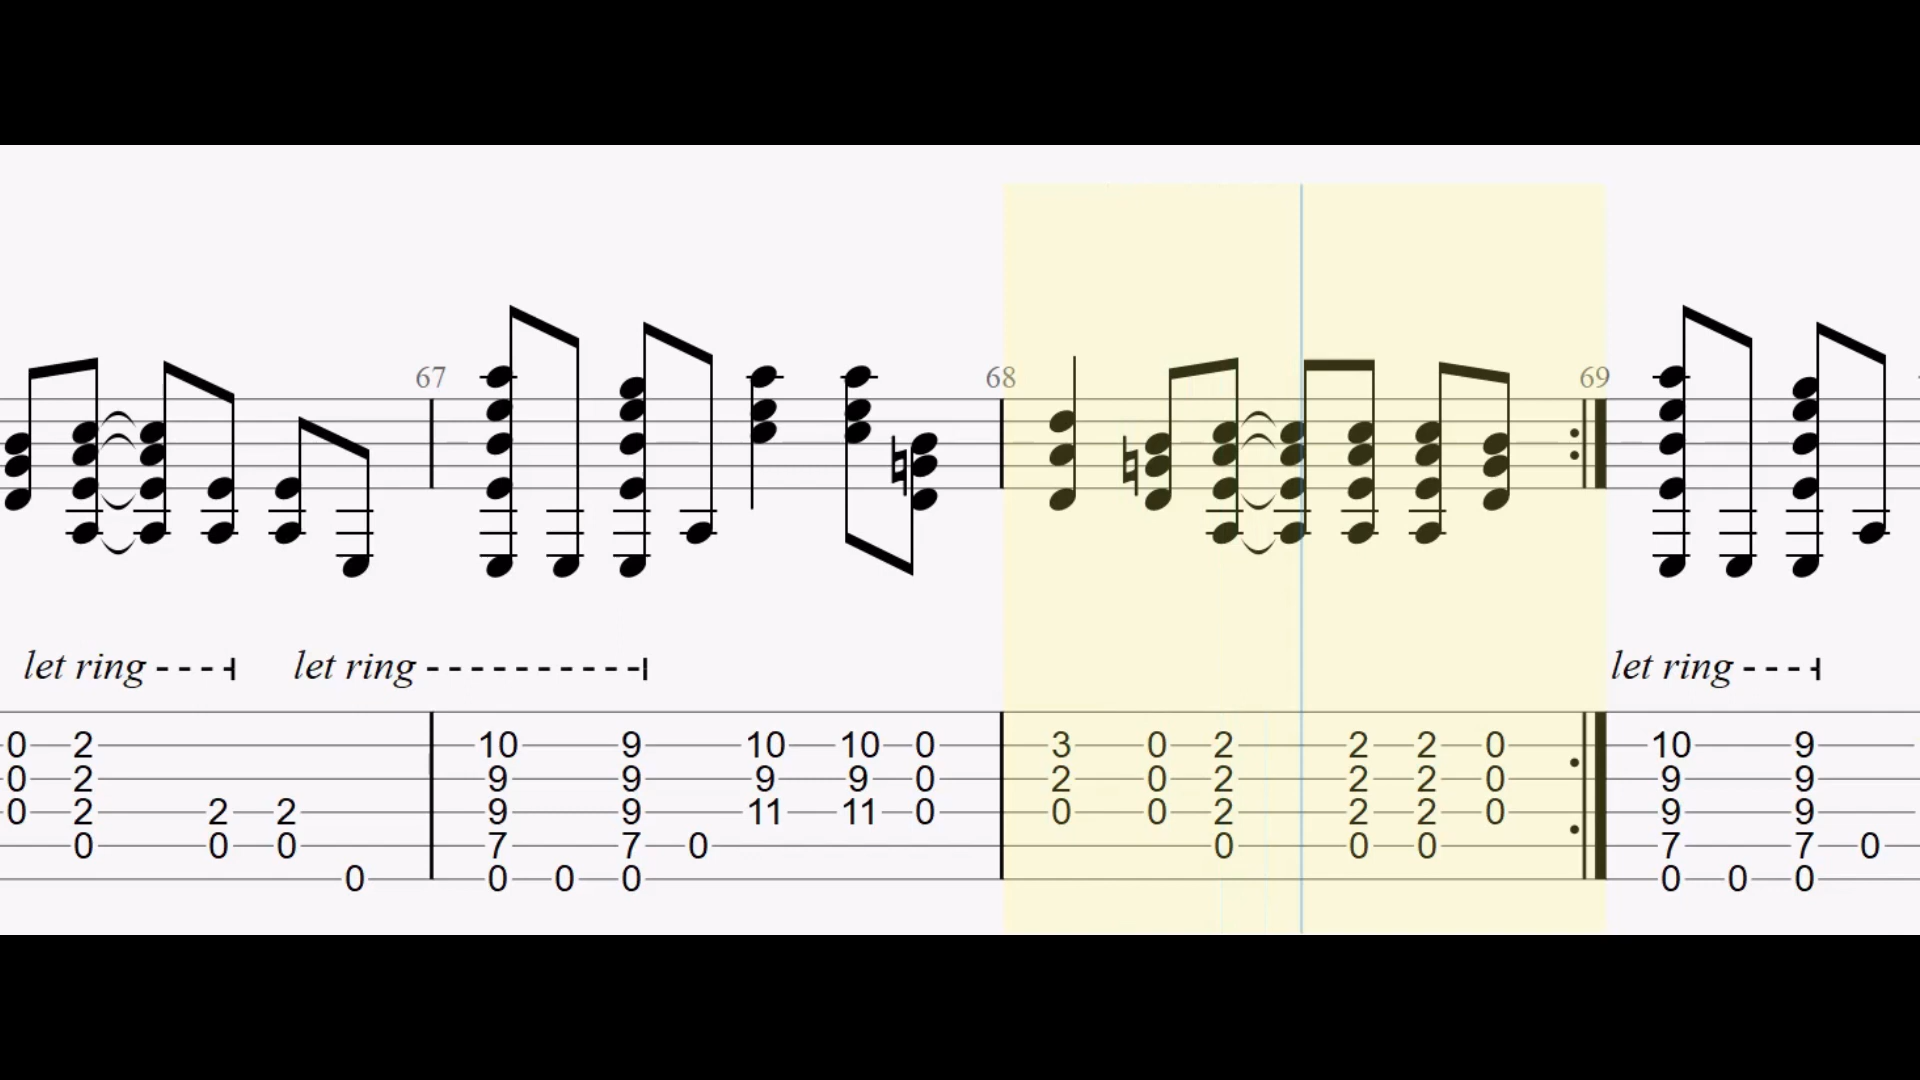 67 68 69
let ring let ring let ring
0 2 10 9 10 10 0 3 0 2 2 2 0 10 9
0 2 9 9 9 9 0 2 0 2 2 2 0 9 9
0 2 2 2 9 9 11 11 0 0 0 2 2 2 0 9 9
0 0 0 7 7 0 0 0 0 7 7 0
0 0 0 0 0 0 0